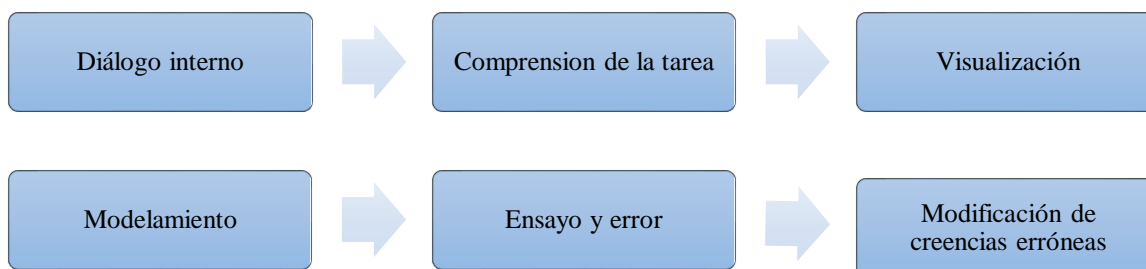 Diálogo interno
Comprension de la tarea
Visualización
Modelamiento
Ensayo y error
Modificación de
creencias erróneas